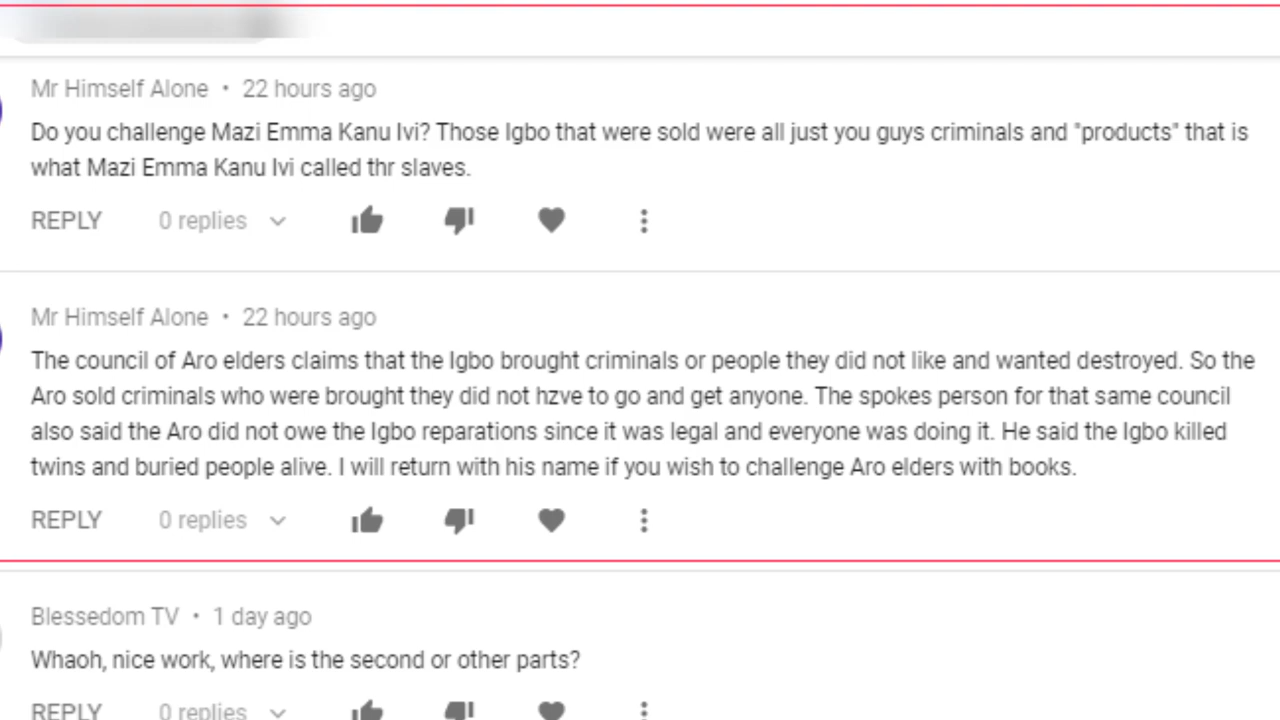 Mr Himself Alone • 22 hours ago
Do you challenge Mazi Emma Kanu Ivi? Those Igbo that were sold were all just you guys criminals and "products" that is
what Mazi Emma Kanu Ivi called thr slaves.
REPLY 0 replies
Mr Himself Alone • 22 hours ago
The council of Aro elders claims that the Igbo brought criminals or people they did not like and wanted destroyed. So the
Aro sold criminals who were brought they did not hzve to go and get anyone. The spokes person for that same council
also said the Aro did not owe the Igbo reparations since it was legal and everyone was doing it. He said the Igbo killed
twins and buried people alive. I will return with his name if you wish to challenge Aro elders with books.
REPLY 0 replies
Blessedom TV • 1 day ago
Whaoh, nice work, where is the second or other parts?
REPLY 0 replies